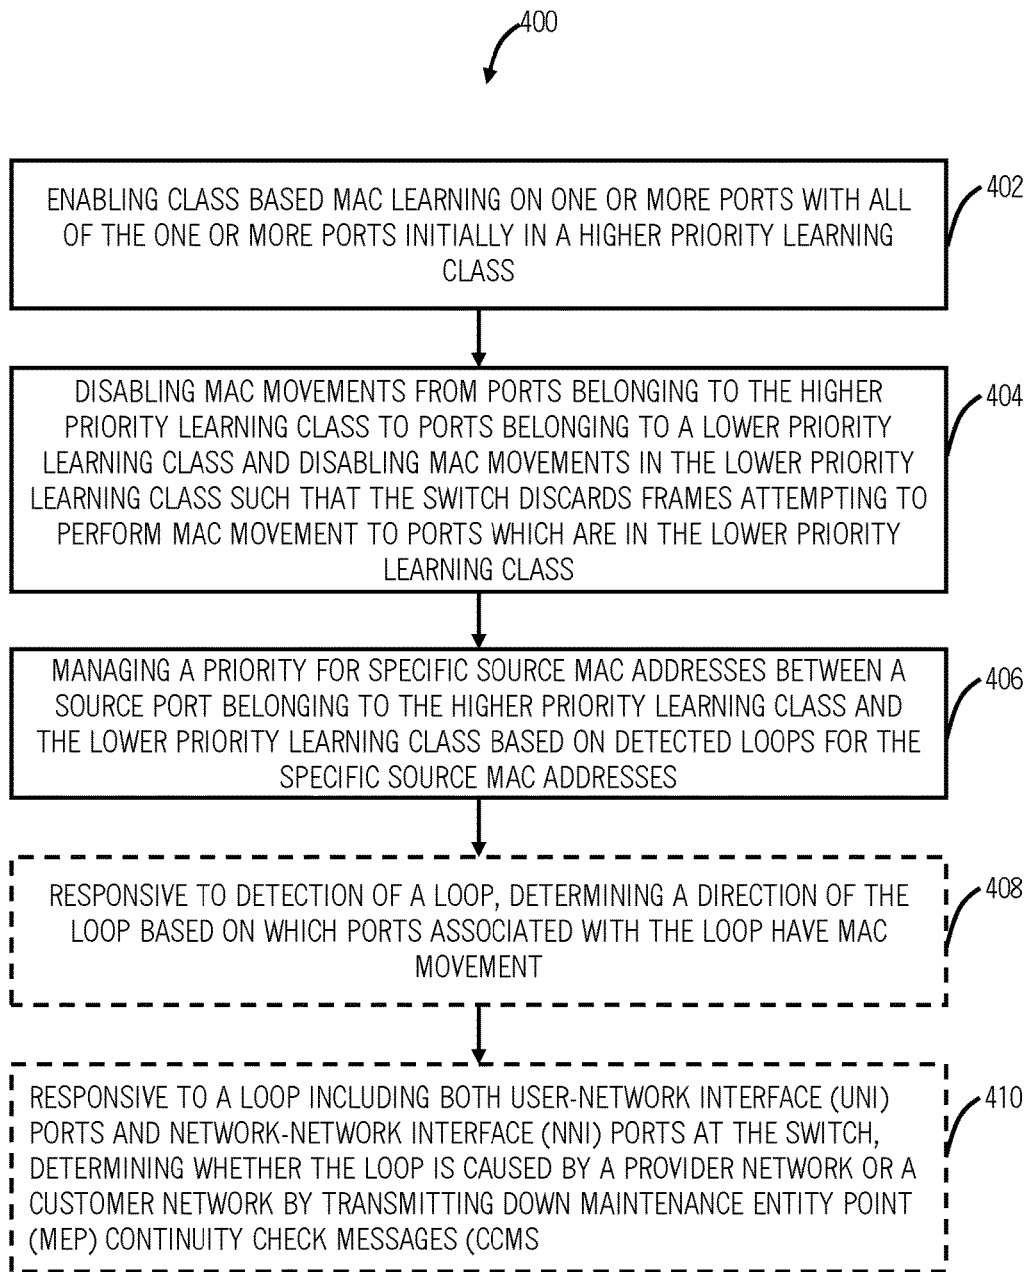 400
ENABLING CLASS BASED MAC LEARNING ON ONE OR MORE PORTS WITH ALL
OF THE ONE OR MORE PORTS INITIALLY IN A HIGHER PRIORITY LEARNING
CLASS
402
DISABLING MAC MOVEMENTS FROM PORTS BELONGING TO THE HIGHER
PRIORITY LEARNING CLASS TO PORTS BELONGING TO A LOWER PRIORITY
LEARNING CLASS AND DISABLING MAC MOVEMENTS IN THE LOWER PRIORITY
LEARNING CLASS SUCH THAT THE SWITCH DISCARDS FRAMES ATTEMPTING TO
PERFORM MAC MOVEMENT TO PORTS WHICH ARE IN THE LOWER PRIORITY
LEARNING CLASS
404
MANAGING A PRIORITY FOR SPECIFIC SOURCE MAC ADDRESSES BETWEEN A
SOURCE PORT BELONGING TO THE HIGHER PRIORITY LEARNING CLASS AND
THE LOWER PRIORITY LEARNING CLASS BASED ON DETECTED LOOPS FOR THE
SPECIFIC SOURCE MAC ADDRESSES
406
RESPONSIVE TO DETECTION OF A LOOP, DETERMINING A DIRECTION OF THE
LOOP BASED ON WHICH PORTS ASSOCIATED WITH THE LOOP HAVE MAC
MOVEMENT
408
RESPONSIVE TO A LOOP INCLUDING BOTH USER-NETWORK INTERFACE (UNI)
PORTS AND NETWORK-NETWORK INTERFACE (NNI) PORTS AT THE SWITCH,
DETERMINING WHETHER THE LOOP IS CAUSED BY A PROVIDER NETWORK OR A
CUSTOMER NETWORK BY TRANSMITTING DOWN MAINTENANCE ENTITY POINT
(MEP) CONTINUITY CHECK MESSAGES (CCMS
410